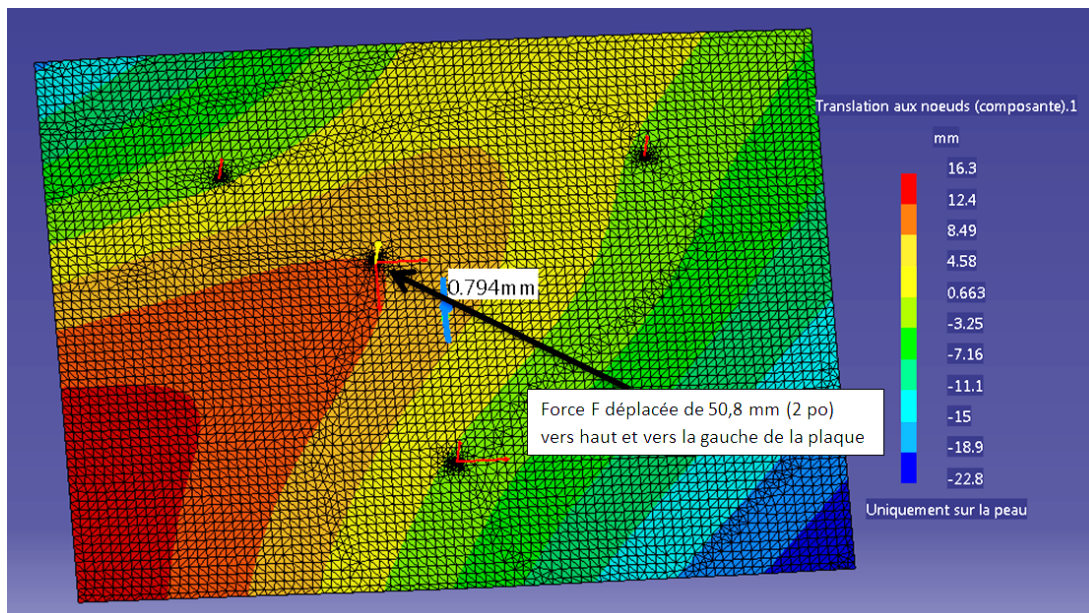 Translation aux noeuds (composante).1
mm
16.3
12.4
8.49
4.58
0.663
-3.25
-7.16
-11.1
-15
-18.9
-22.8
Uniquement sur la peau
0.794mm
Force F déplacée de 50,8 mm (2 po)
vers haut et vers la gauche de la plaque